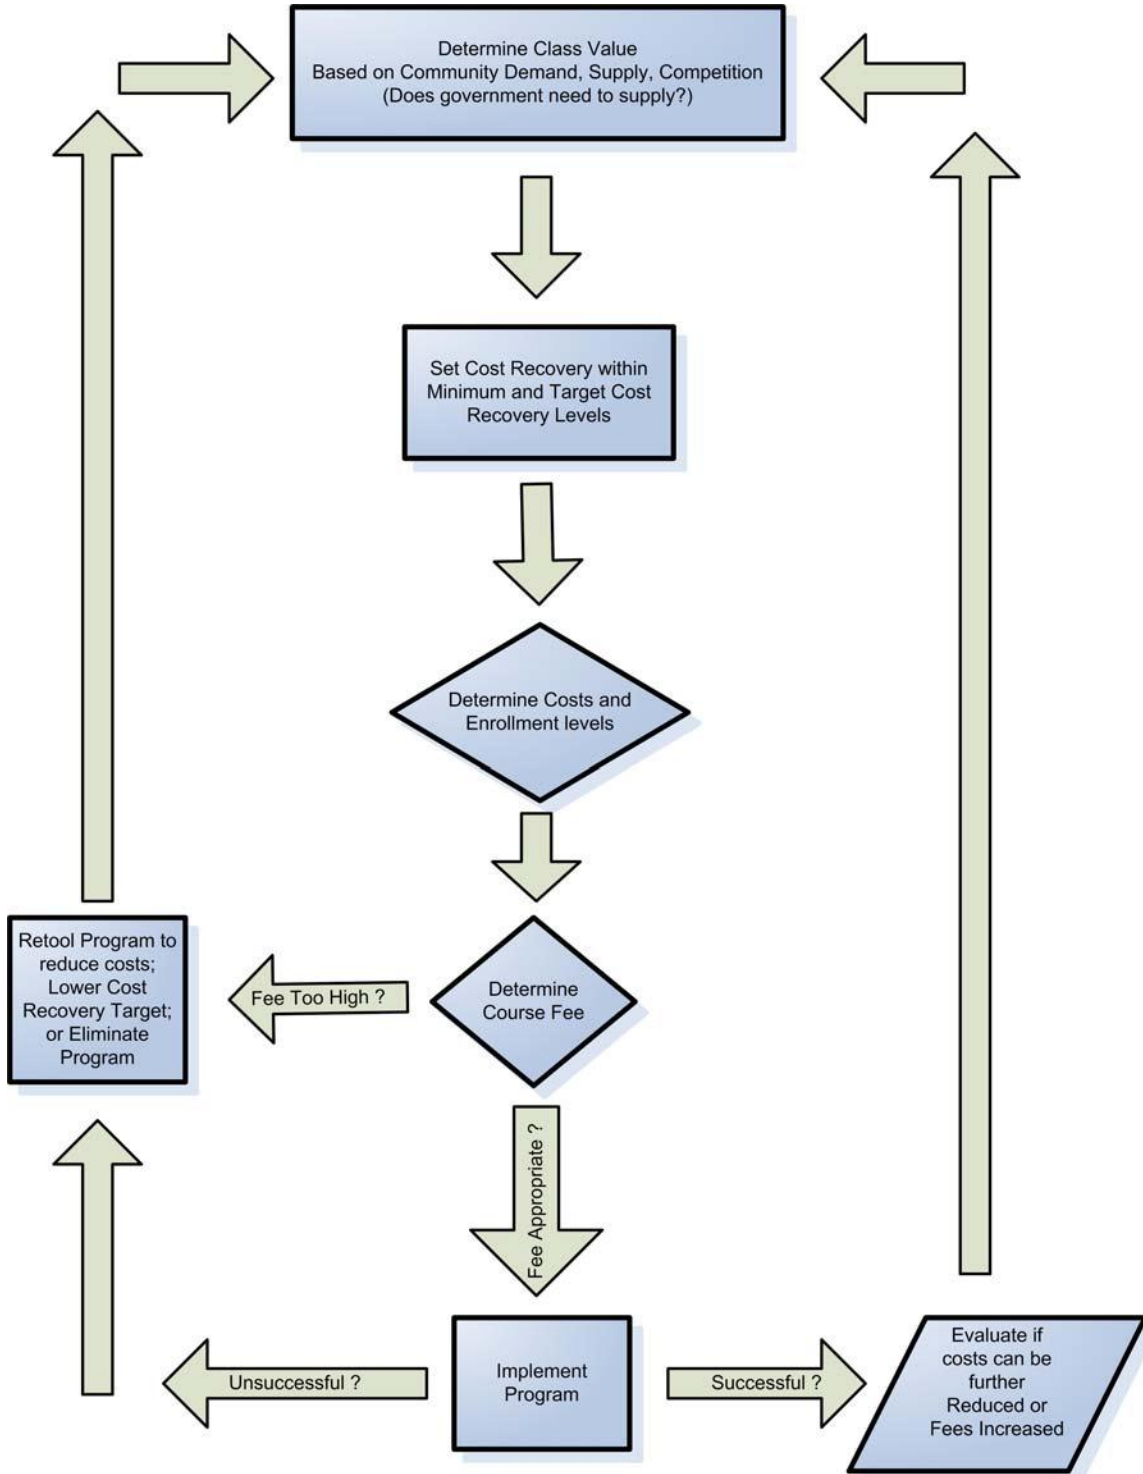 Determine Class Value
Based on Community Demand, Supply, Competition
(Does government need to supply?)
Set Cost Recovery within
Minimum and Target Cost
Recovery Levels
Determine Costs and
Enrollment levels
Retool Program to
reduce costs;
Lower Cost
Recovery Target;
or Eliminate
Program
Fee Too High ?
Determine
Course Fee
Fee Appropriate ?
Unsuccessful ?
Implement
Program
Successful ?
Evaluate if
costs can be
further
Reduced or
Fees Increased